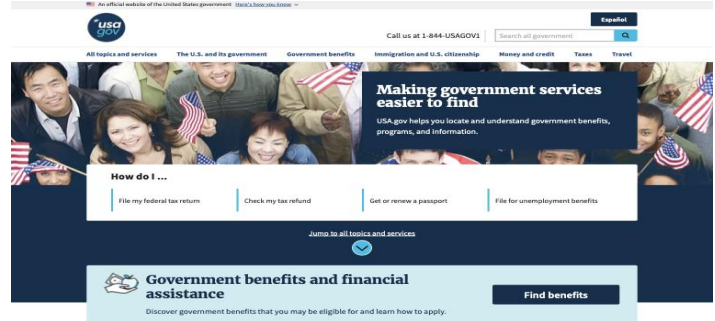 An official website of the United States government Here's how you know
Español
usa
gov
Call us at 1-844-USAGOV1
Search all government
All topics and services The U.S. and its government Government benefits Immigration and U.S. citizenship Money and credit Taxes Travel
Making government services
easier to find
USA.gov helps you locate and understand government benefits,
programs, and information.
How do I ...
File my federal tax return Check my tax refund Get or renew a passport File for unemployment benefits
Jump to all topics and services
Government benefits and financial
assistance
Find benefits
Discover government benefits that you may be eligible for and learn how to apply.